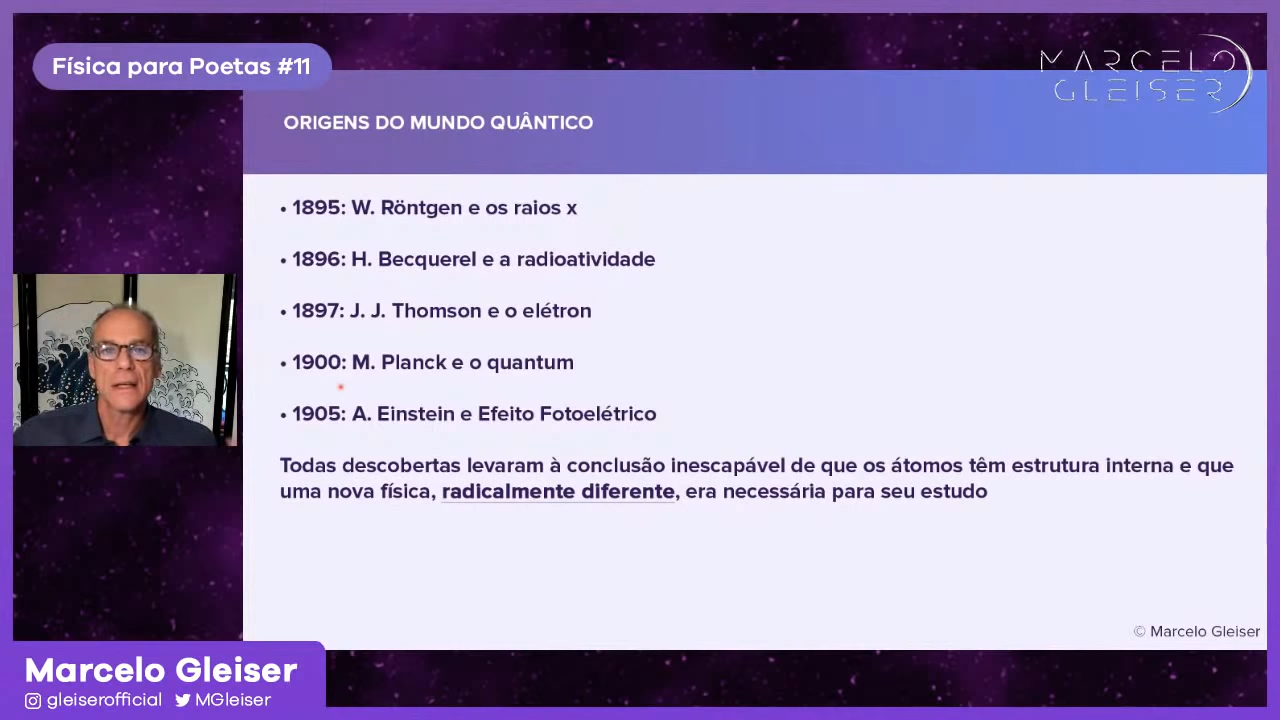 Física para Poetas #11
MARCELO
GLEISER
ORIGENS DO MUNDO QUÂNTICO
• 1895: W. Röntgen e os raios x
• 1896: H. Becquerel e a radioatividade
• 1897: J. J. Thomson e o elétron
• 1900: M. Planck e o quantum
• 1905: A. Einstein e Efeito Fotoelétrico
Todas descobertas levaram à conclusão inescapável de que os átomos têm estrutura interna e que
uma nova física, radicalmente diferente, era necessária para seu estudo
© Marcelo Gleiser
Marcelo Gleiser
gleiserofficial MGleiser